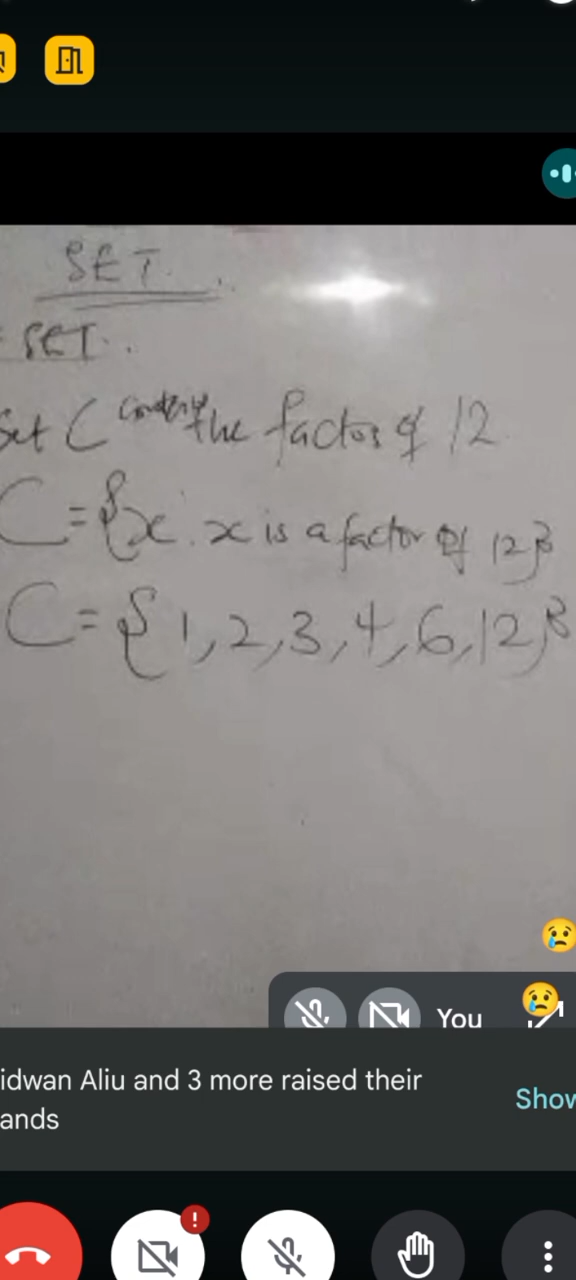 SET
SET.
Set C the factor of 12
C={x: x is a factor of 12}
C={1,2,3,4,6,12}
You
idwan Aliu and 3 more raised their
ands
Show
!